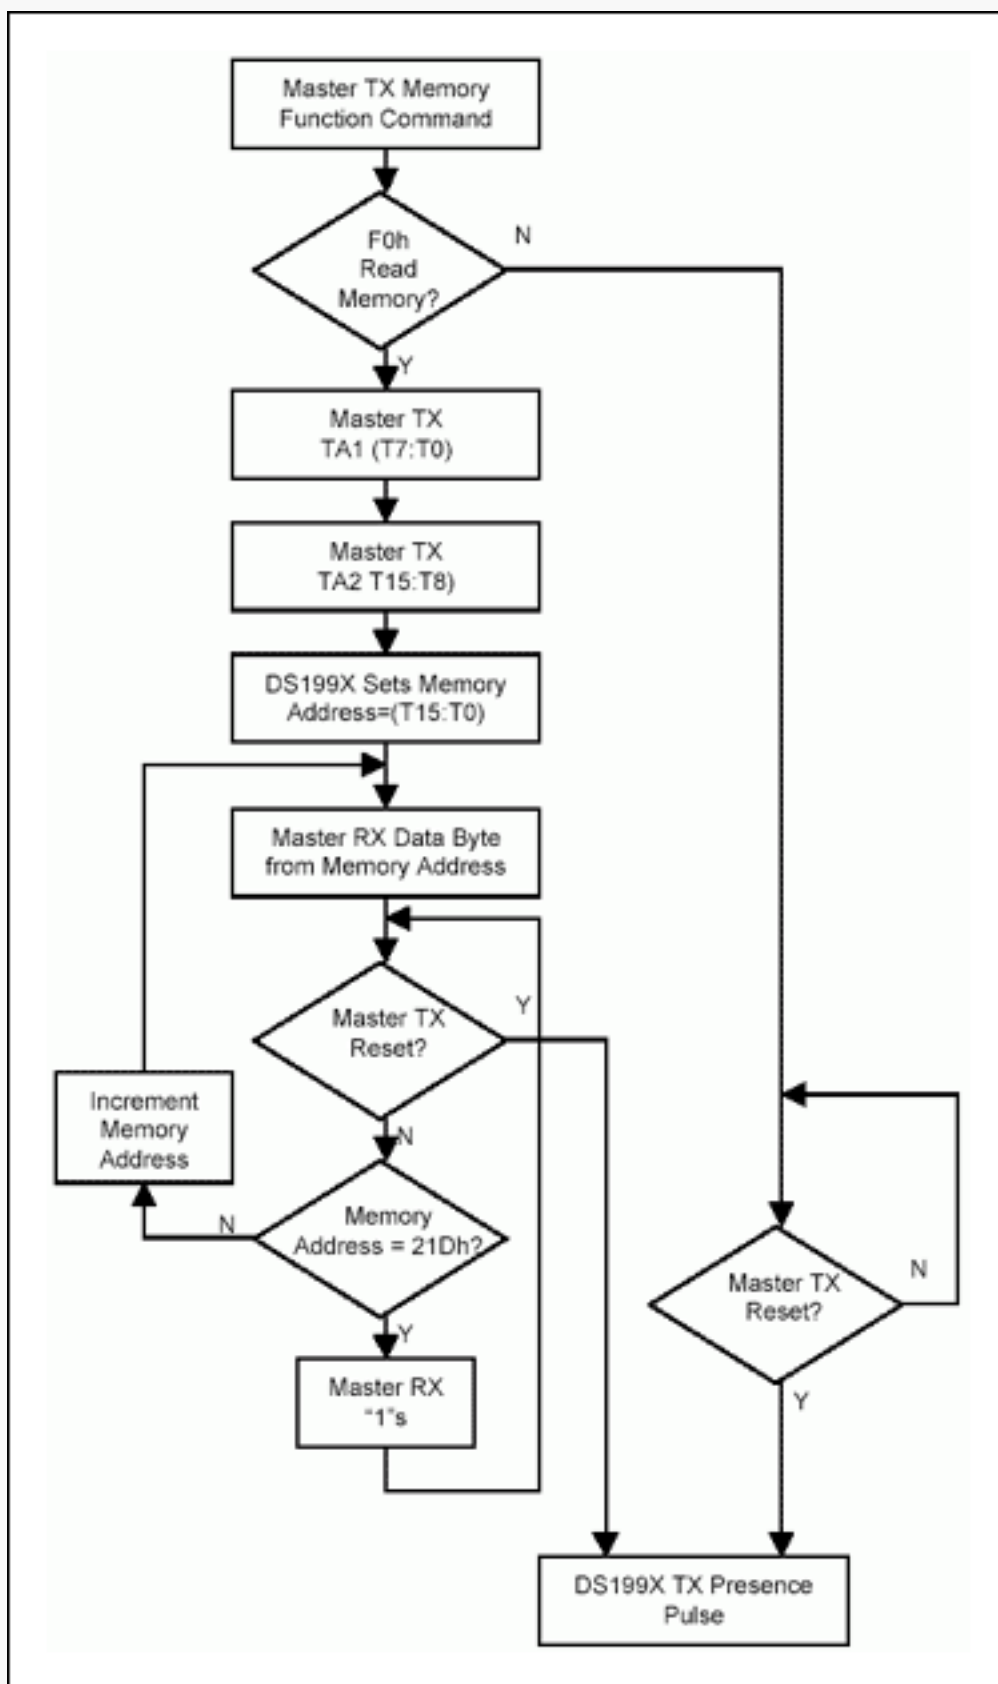 Master TX Memory
Function Command
F0h
Read
Memory?
N
Y
Master TX
TA1 (T7:T0)
Master TX
TA2 T15:T8)
DS199X Sets Memory
Address=(T15:T0)
Master RX Data Byte
from Memory Address
Master TX
Reset?
Y
N
Increment
Memory
Address
Memory
Address = 21Dh?
N
Y
Master RX
"1"s
Master TX
Reset?
N
Y
DS199X TX Presence
Pulse